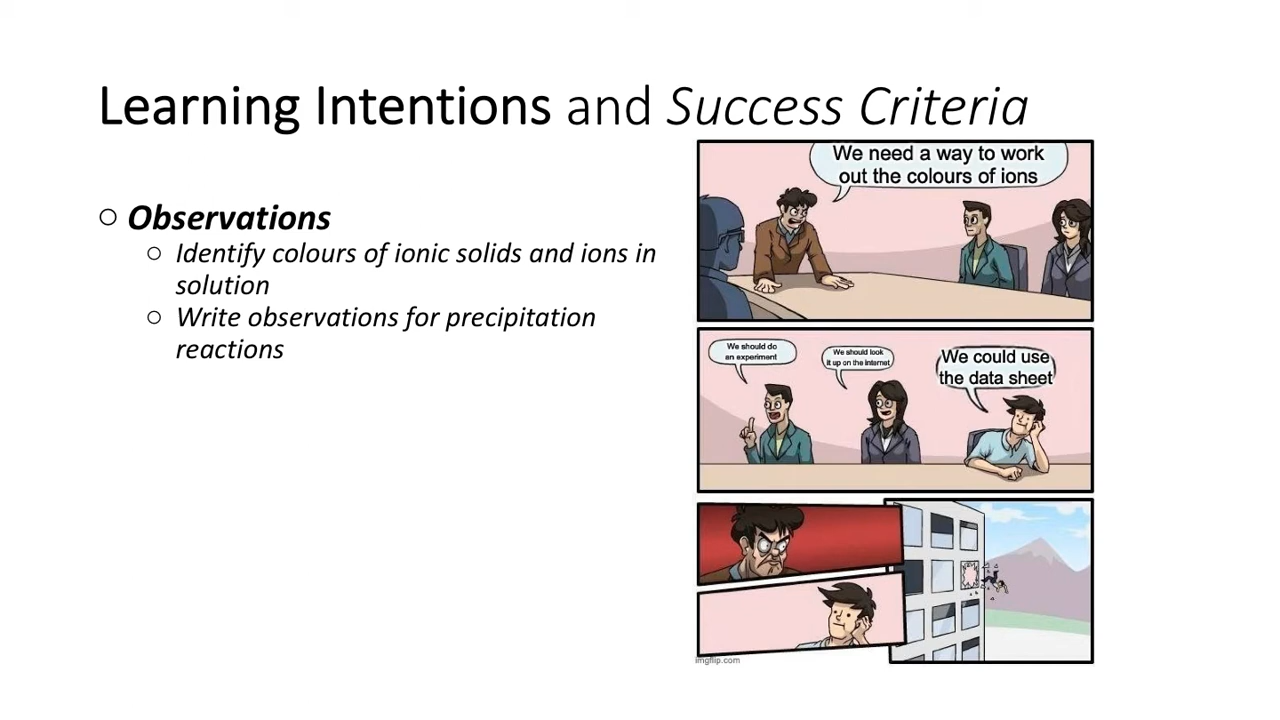 Learning Intentions and Success Criteria
Observations
Identify colours of ionic solids and ions in
solution
Write observations for precipitation
reactions
We need a way to work
out the colours of ions
We should do
an experiment
We should look
it up on the internet
We could use
the data sheet
imgflip.com